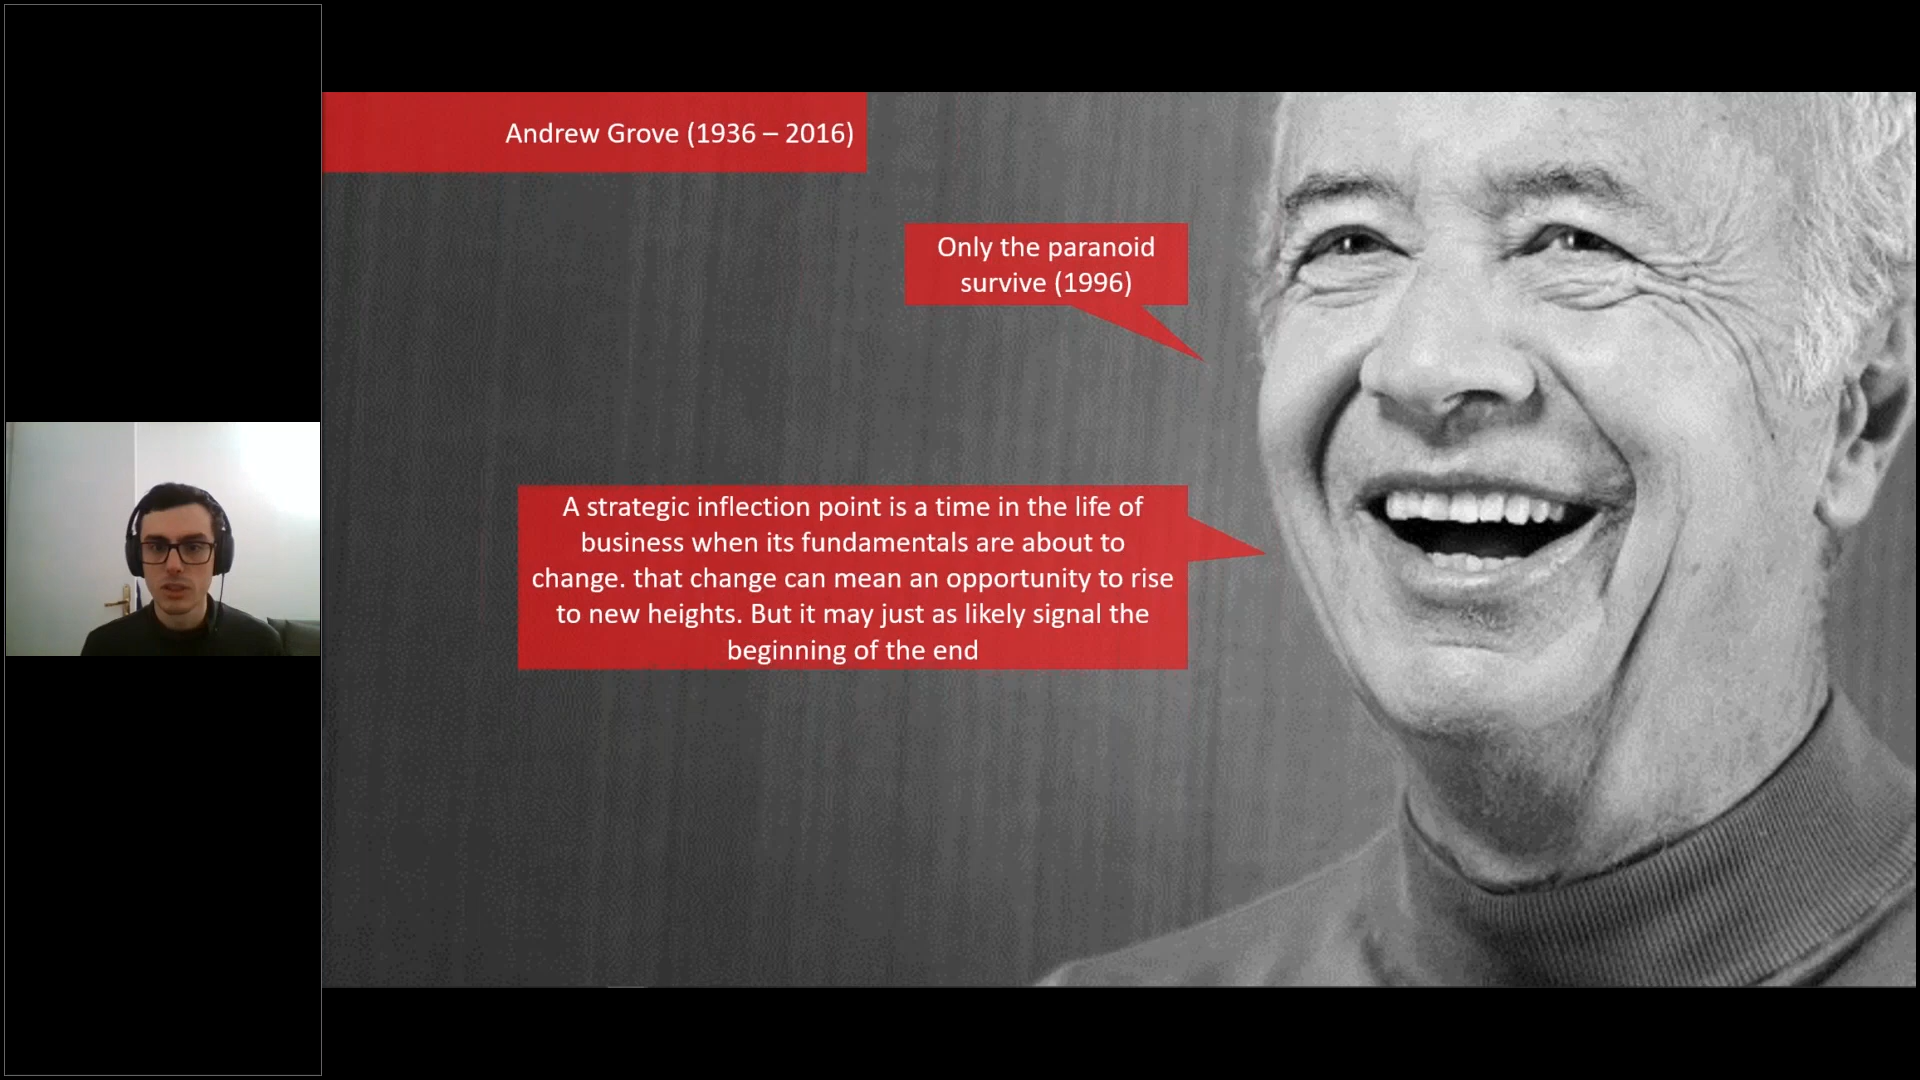 Andrew Grove (1936 – 2016)
Only the paranoid
survive (1996)
A strategic inflection point is a time in the life of
business when its fundamentals are about to
change. that change can mean an opportunity to rise
to new heights. But it may just as likely signal the
beginning of the end